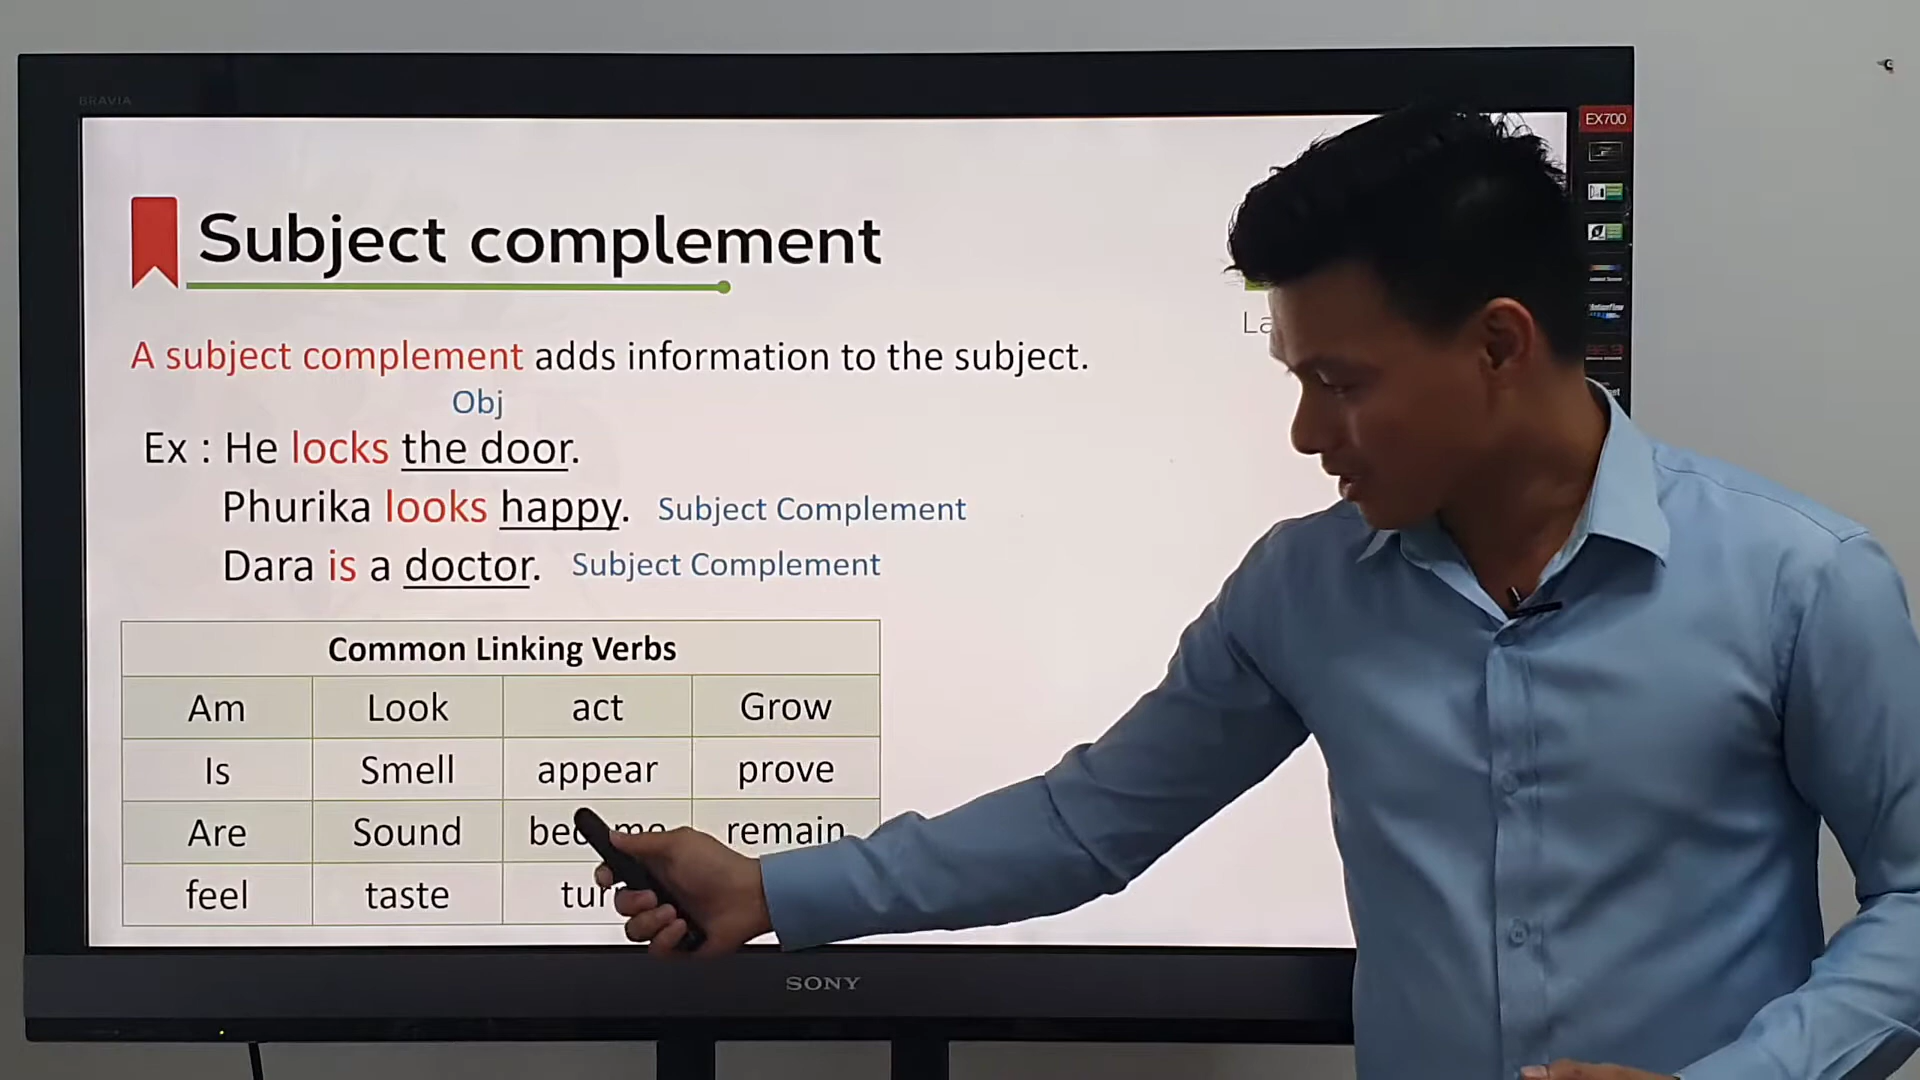 BRAVIA
EX700
Subject complement
A subject complement adds information to the subject.
Obj
Ex : He locks the door.
Phurika looks happy. Subject Complement
Dara is a doctor. Subject Complement
Common Linking Verbs
Am Look act Grow
Is Smell appear prove
Are Sound remain
feel taste
SONY